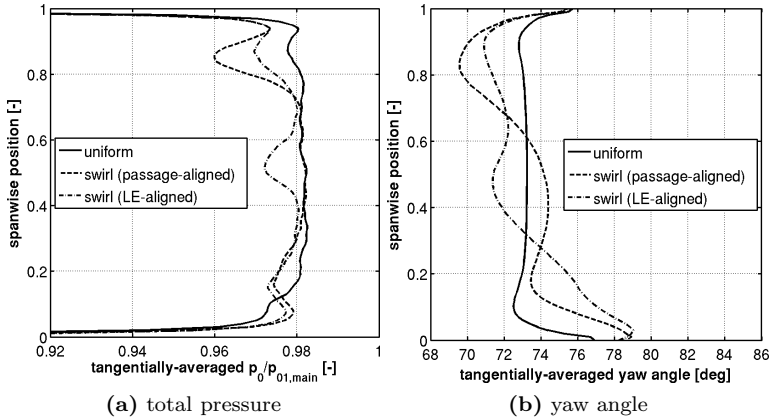 1
0.8
0.6
0.4
0.2
0
spanwise position [-]
uniform
swirl (passage-aligned)
swirl (LE-aligned)
0.92 0.94 0.96 0.98 1
tangentially-averaged p0/p01,main [-]
(a) total pressure
1
0.8
0.6
0.4
0.2
0
spanwise position [-]
uniform
swirl (passage-aligned)
swirl (LE-aligned)
68 70 72 74 76 78 80 82 84 86
tangentially-averaged yaw angle [deg]
(b) yaw angle